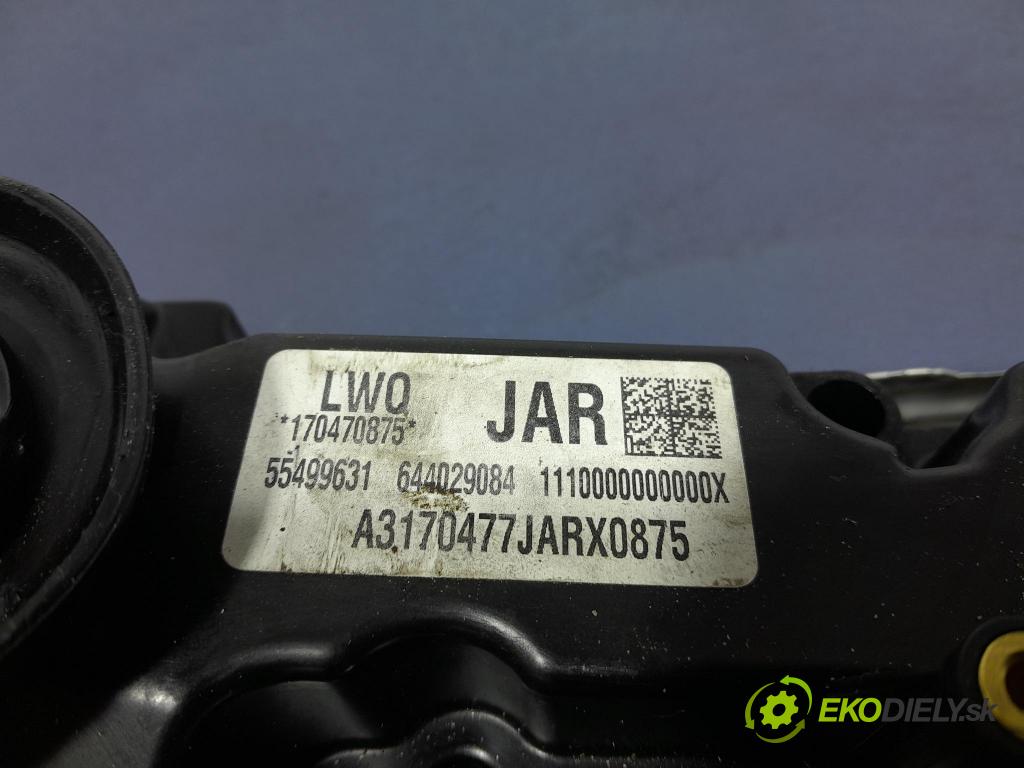 LWQ
JAR
*170470875*
55499631 644029084 1110000000000X
A3170477JARX0875
EKODIELY.sk